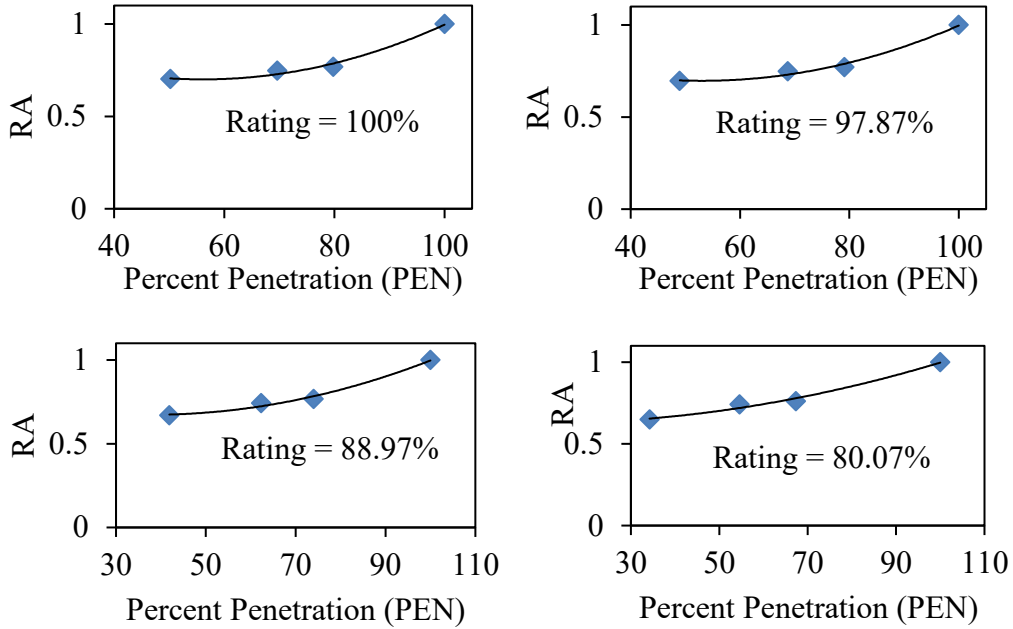 1
0.5
0
RA
Rating = 100%
40 60 80 100
Percent Penetration (PEN)
1
0.5
0
RA
Rating = 97.87%
40 60 80 100
Percent Penetration (PEN)
1
0.5
0
RA
Rating = 88.97%
30 50 70 90 110
Percent Penetration (PEN)
1
0.5
0
RA
Rating = 80.07%
30 50 70 90 110
Percent Penetration (PEN)